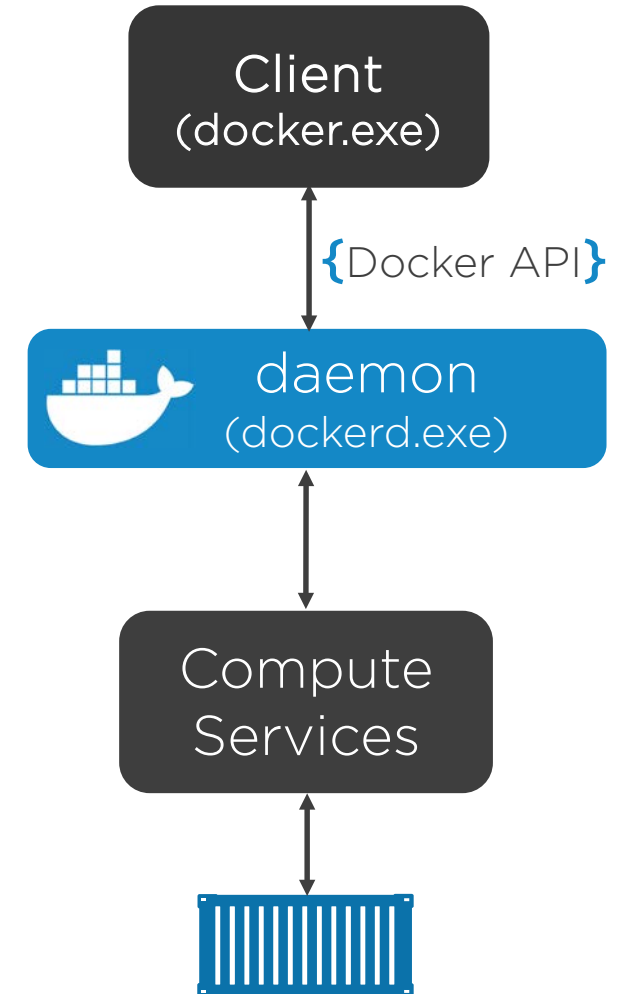 Client
(docker.exe)
{Docker API}
daemon
(dockerd.exe)
Compute
Services